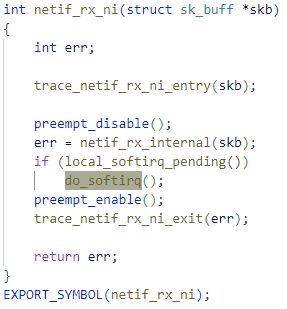 int netif_rx_ni(struct sk_buff *skb)
{
    int err;

    trace_netif_rx_ni_entry(skb);

    preempt_disable();
    err = netif_rx_internal(skb);
    if (local_softirq_pending())
        do_softirq();
    preempt_enable();
    trace_netif_rx_ni_exit(err);

    return err;
}
EXPORT_SYMBOL(netif_rx_ni);